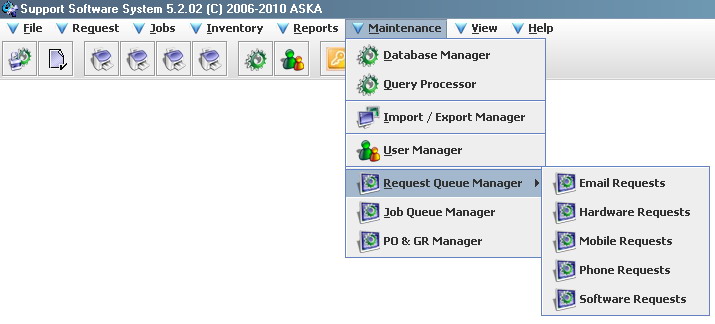 Support Software System 5.2.02 (C) 2006-2010 ASKA
File Request Jobs Inventory Reports Maintenance View Help
Database Manager
Query Processor
Import / Export Manager
User Manager
Request Queue Manager
Job Queue Manager
PO & GR Manager
Email Requests
Hardware Requests
Mobile Requests
Phone Requests
Software Requests